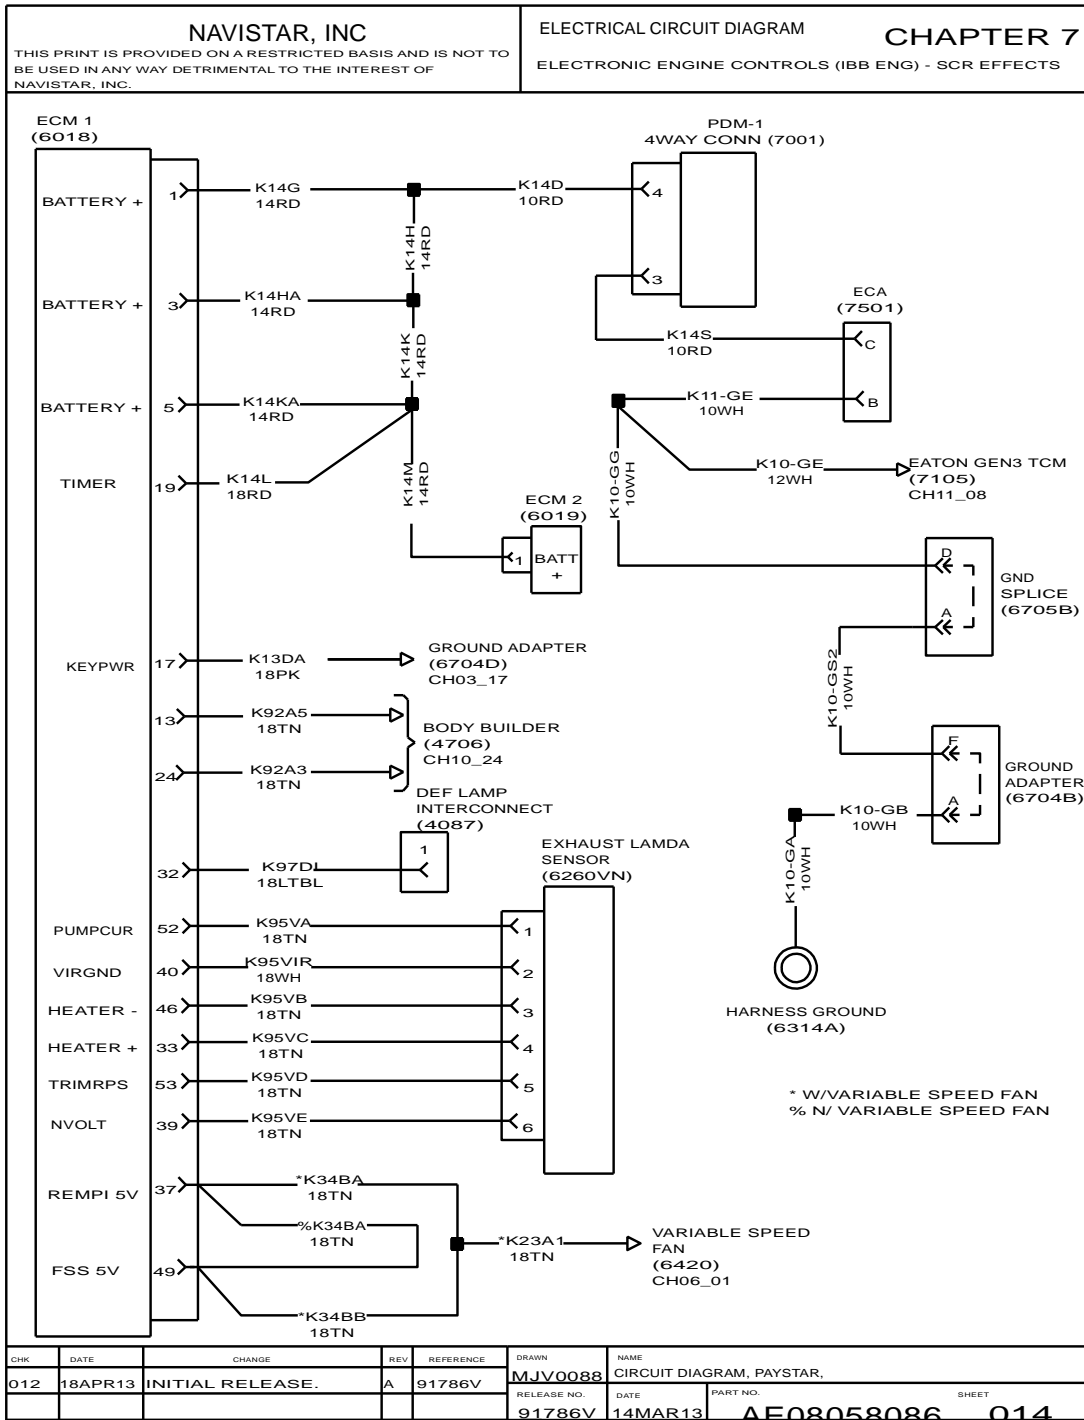 NAVISTAR, INC
THIS PRINT IS PROVIDED ON A RESTRICTED BASIS AND IS NOT TO
BE USED IN ANY WAY DETRIMENTAL TO THE INTEREST OF
NAVISTAR, INC.
ELECTRICAL CIRCUIT DIAGRAM
CHAPTER 7
ELECTRONIC ENGINE CONTROLS (IBB ENG) - SCR EFFECTS
ECM 1
(6018)
PDM-1
4WAY CONN (7001)
BATTERY +
1
K14G
14RD
K14D
10RD
4
K14H
14RD
3
BATTERY +
3
K14HA
14RD
ECA
(7501)
K14K
14RD
K14S
10RD
C
BATTERY +
5
K14KA
14RD
K11-GE
10WH
B
TIMER
19
K14L
18RD
K14M
14RD
K10-GG
10WH
K10-GE
12WH
EATON GEN3 TCM
(7105)
CH11_08
ECM 2
(6019)
1
BATT
+
D
A
GND
SPLICE
(6705B)
KEYPWR
17
K13DA
18PK
GROUND ADAPTER
(6704D)
CH03_17
K10-GS2
10WH
13
K92A5
18TN
BODY BUILDER
(4706)
CH10_24
24
K92A3
18TN
F
A
GROUND
ADAPTER
(6704B)
DEF LAMP
INTERCONNECT
(4087)
K10-GB
10WH
1
32
K97DL
18LTBL
EXHAUST LAMDA
SENSOR
(6260VN)
K10-GA
10WH
PUMPCUR
52
K95VA
18TN
1
VIRGND
40
K95VIR
18WH
2
HEATER -
46
K95VB
18TN
3
HARNESS GROUND
(6314A)
HEATER +
33
K95VC
18TN
4
TRIMRPS
53
K95VD
18TN
5
* W/VARIABLE SPEED FAN
% N/ VARIABLE SPEED FAN
NVOLT
39
K95VE
18TN
6
REMPI 5V
37
*K34BA
18TN
%K34BA
18TN
*K23A1
18TN
VARIABLE SPEED
FAN
(6420)
CH06_01
FSS 5V
49
*K34BB
18TN
CHK
DATE
CHANGE
REV
REFERENCE
DRAWN
NAME
012
18APR13
INITIAL RELEASE.
A
91786V
MJV0088
CIRCUIT DIAGRAM, PAYSTAR,
RELEASE NO.
DATE
PART NO.
SHEET
91786V
14MAR13
AE08058086
014